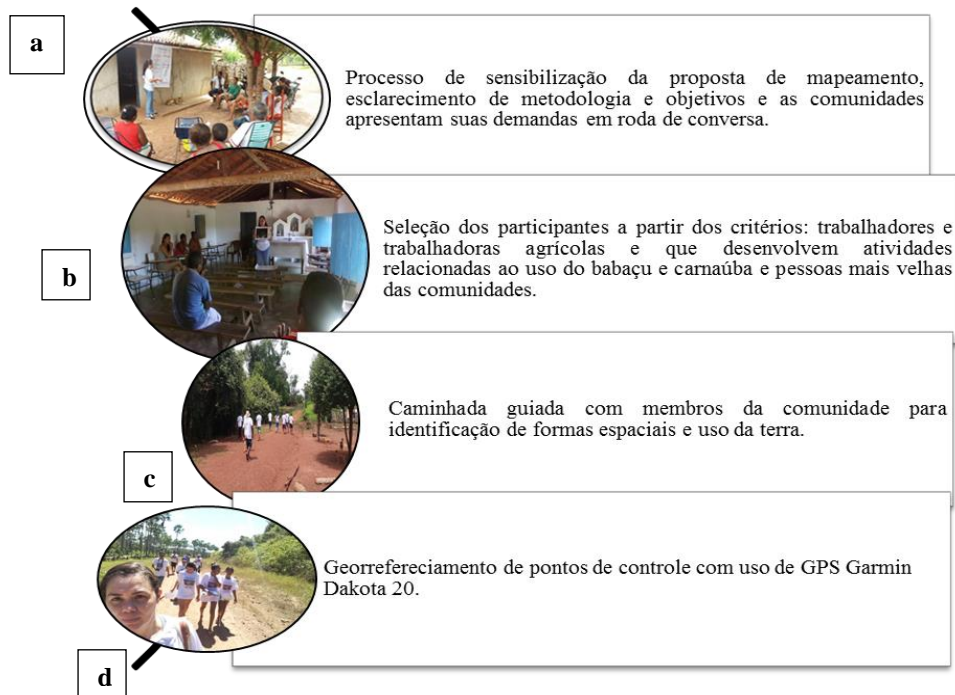 a
Processo de sensibilização da proposta de mapeamento,
esclarecimento de metodologia e objetivos e as comunidades
apresentam suas demandas em roda de conversa.
b
Seleção dos participantes a partir dos critérios: trabalhadores e
trabalhadoras agrícolas e que desenvolvem atividades
relacionadas ao uso do babaçu e carnaúba e pessoas mais velhas
das comunidades.
c
Caminhada guiada com membros da comunidade para
identificação de formas espaciais e uso da terra.
d
Georrefereciamento de pontos de controle com uso de GPS Garmin
Dakota 20.